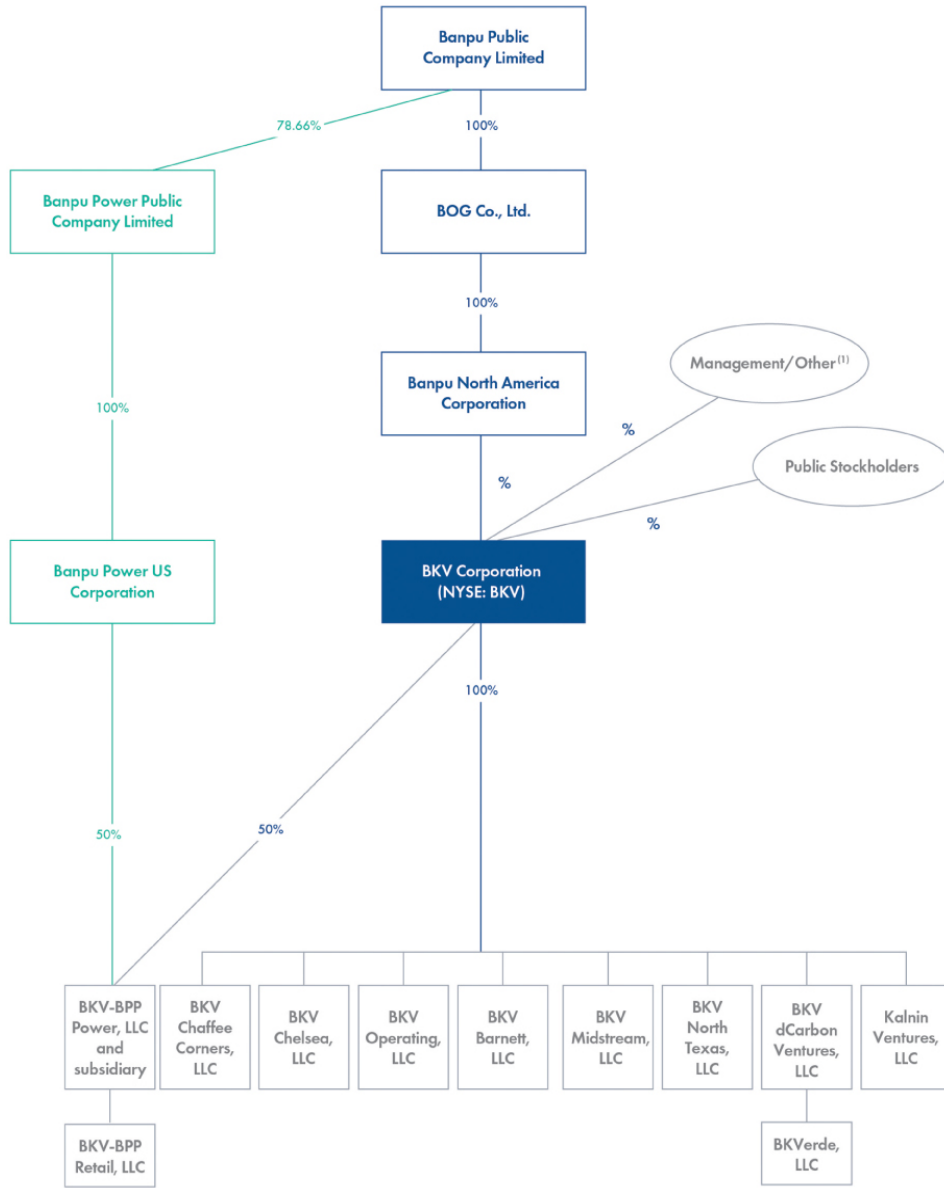 Banpu Public
Company Limited
78.66%
100%
Banpu Power Public
Company Limited
BOG Co., Ltd.
100%
Management/Other(1)
Banpu North America
Corporation
100%
%
Public Stockholders
%
%
Banpu Power US
Corporation
BKV Corporation
(NYSE: BKV)
100%
50%
50%
BKV-BPP
Power, LLC
and
subsidiary
BKV
Chaffee
Corners,
LLC
BKV
Chelsea,
LLC
BKV
Operating,
LLC
BKV
Barnett,
LLC
BKV
Midstream,
LLC
BKV
North
Texas,
LLC
BKV
dCarbon
Ventures,
LLC
Kalnin
Ventures,
LLC
BKV-BPP
Retail, LLC
BKVerde,
LLC